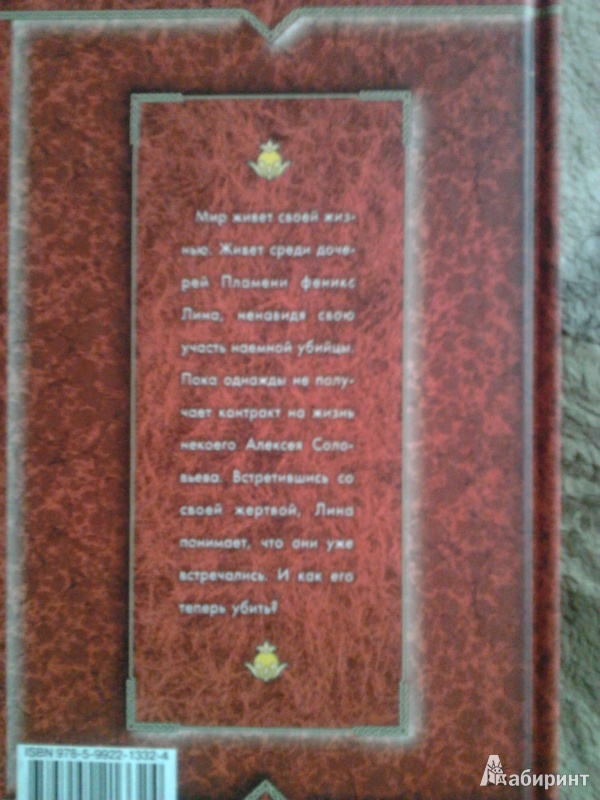 Мир живет своей жиз-
нью. Живет среди доче-
рей Пламени феникс
Лина, ненавидя свою
участь наемной убийцы.
Пока однажды не полу-
чает контракт на жизнь
некоего Алексея Соло-
вьева. Встретившись со
своей жертвой, Лина
понимает, что они уже
встречались. И как его
теперь убить?
ISBN 978-5-9922-1332-4
Лабиринт